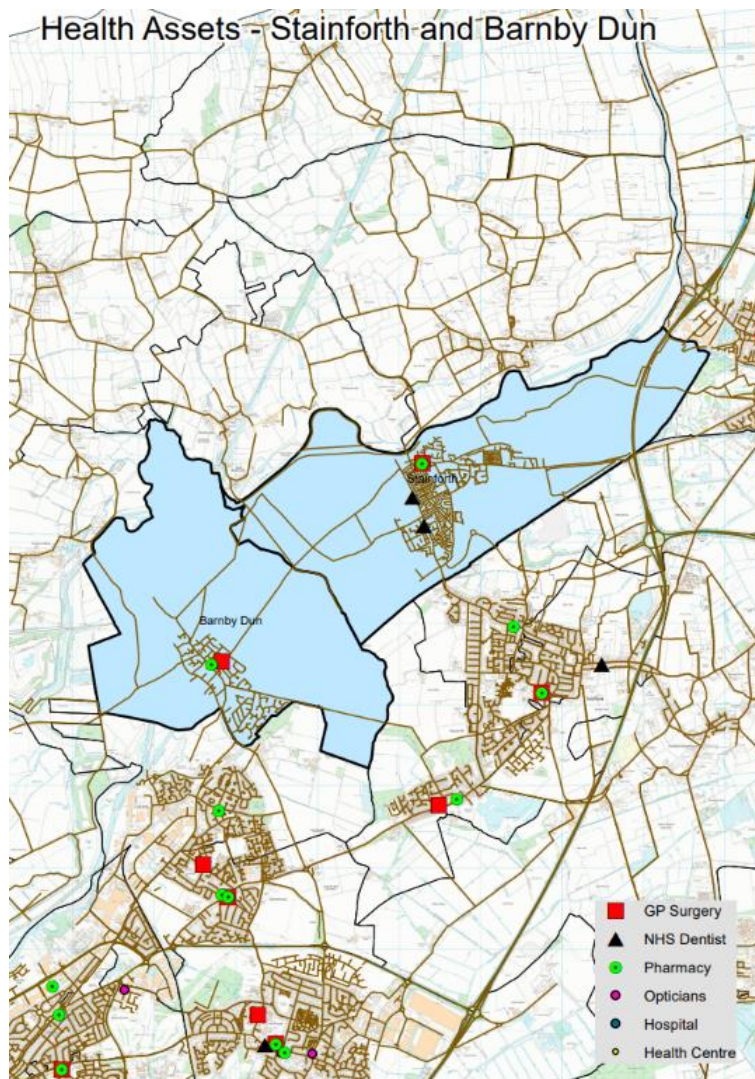 Health Assets - Stainforth and Barnby Dun
Stainforth
Barnby Dun
GP Surgery
NHS Dentist
Pharmacy
Opticians
Hospital
Health Centre